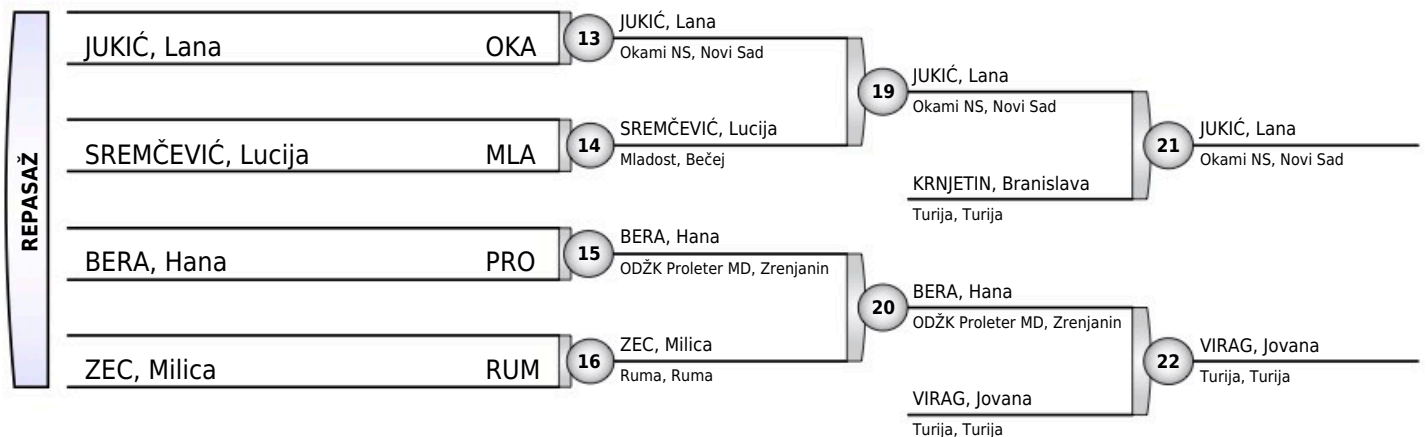 REPASAŽ
JUKIĆ, Lana OKA
SREMČEVIĆ, Lucija MLA
BERA, Hana PRO
ZEC, Milica RUM
13
JUKIĆ, Lana
Okami NS, Novi Sad
14
SREMČEVIĆ, Lucija
Mladost, Bečej
15
BERA, Hana
ODŽK Proleter MD, Zrenjanin
16
ZEC, Milica
Ruma, Ruma
19
JUKIĆ, Lana
Okami NS, Novi Sad
KRNJETIN, Branislava
Turija, Turija
20
BERA, Hana
ODŽK Proleter MD, Zrenjanin
VIRAG, Jovana
Turija, Turija
21
JUKIĆ, Lana
Okami NS, Novi Sad
22
VIRAG, Jovana
Turija, Turija